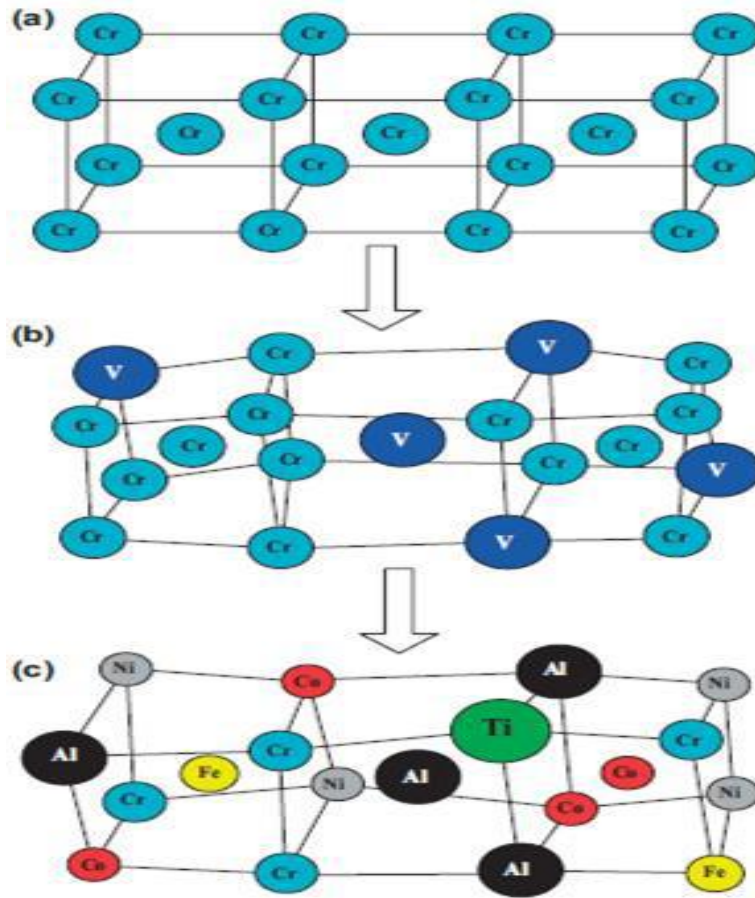 (a)
Cr Cr Cr Cr
Cr Cr Cr Cr
Cr Cr Cr
Cr Cr Cr Cr
Cr Cr Cr Cr
(b)
V Cr V Cr
Cr Cr Cr Cr
Cr V Cr
Cr Cr Cr V
Cr Cr V Cr
(c)
Ni Co Al Ni
Al Cr Ti Cr
Fe Al Co
Cr Ni Co Ni
Co Cr Al Fe